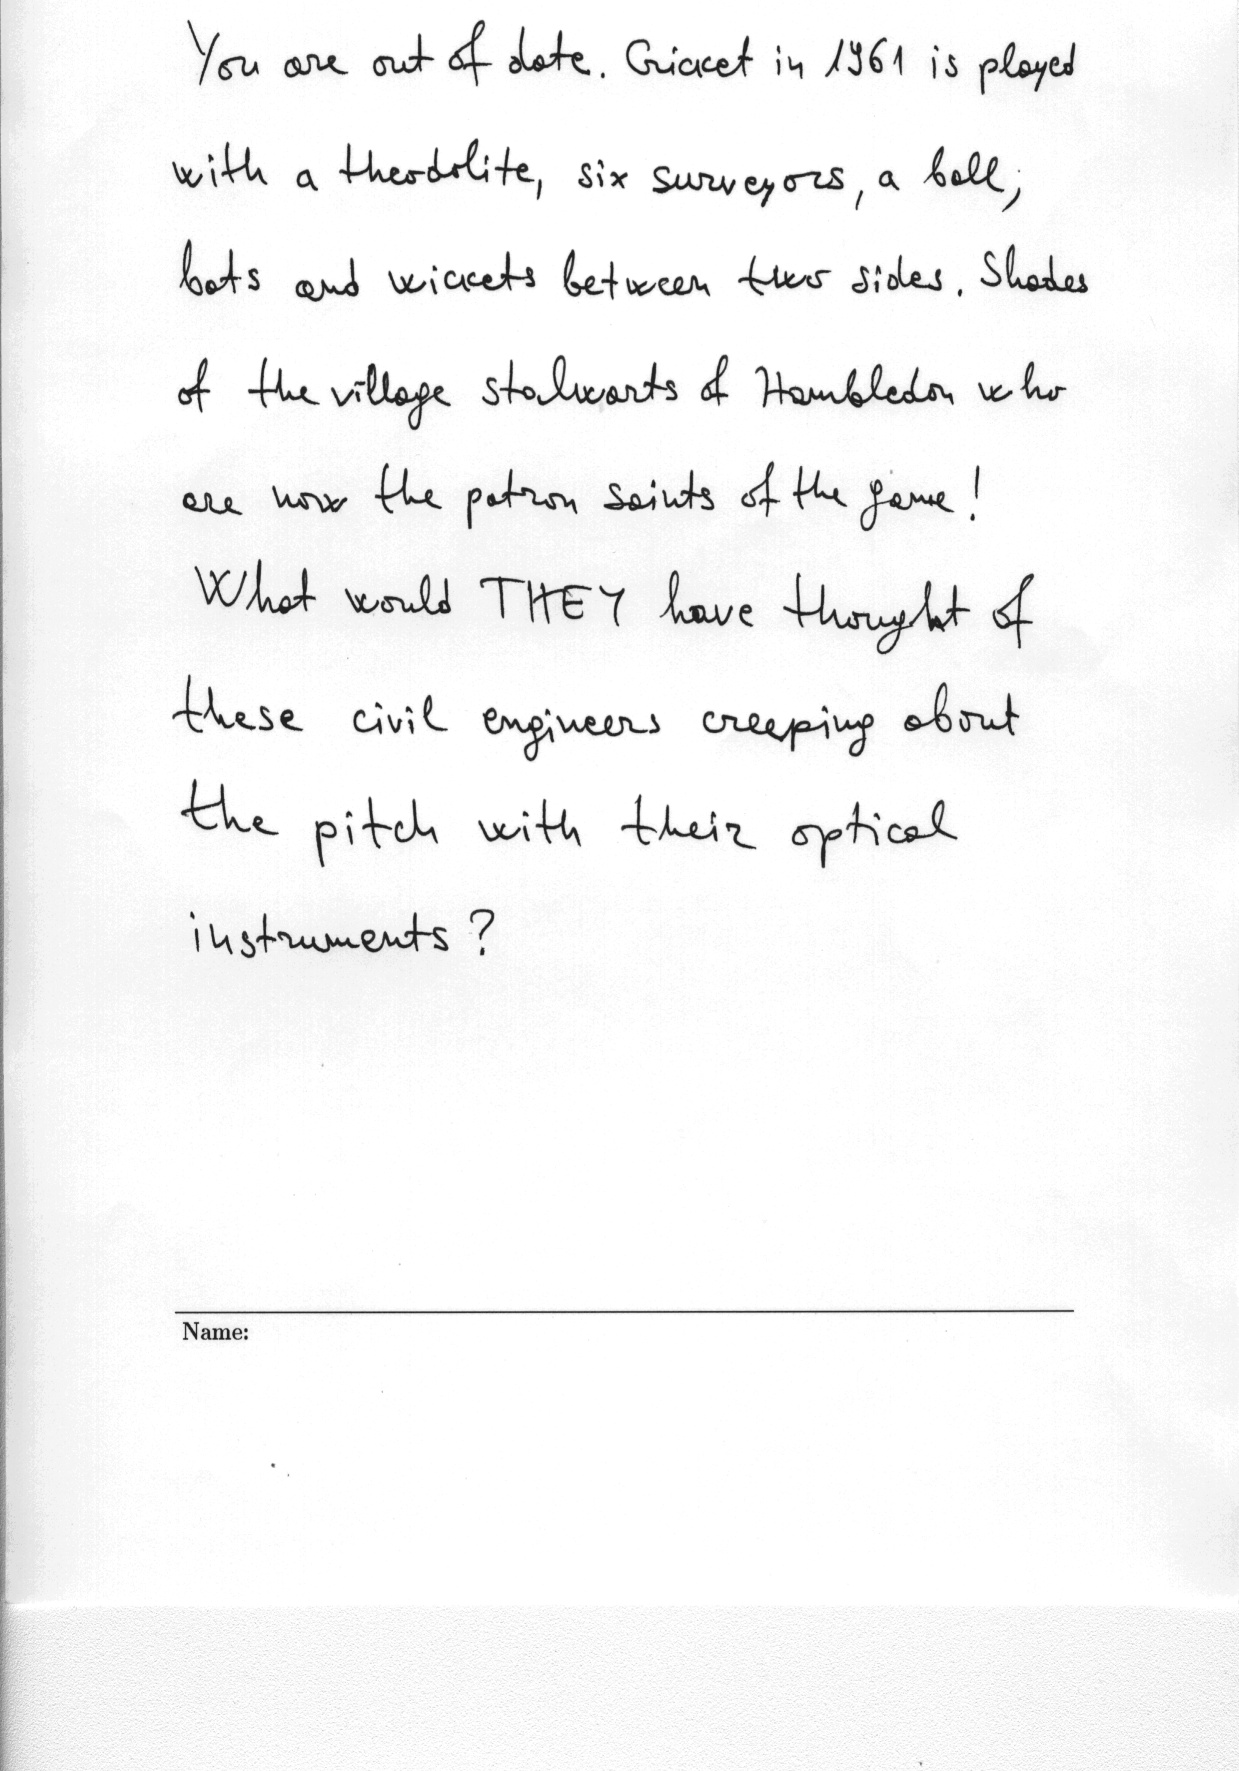 You are out of date. Cricket in 1961 is played
with a theodolite, six surveyors, a ball,
bats and wickets between two sides. Shades
of the village stalwarts of Hambledon who
are now the patron saints of the game!
What would THEY have thought of
these civil engineers creeping about
the pitch with their optical
instruments?
Name: